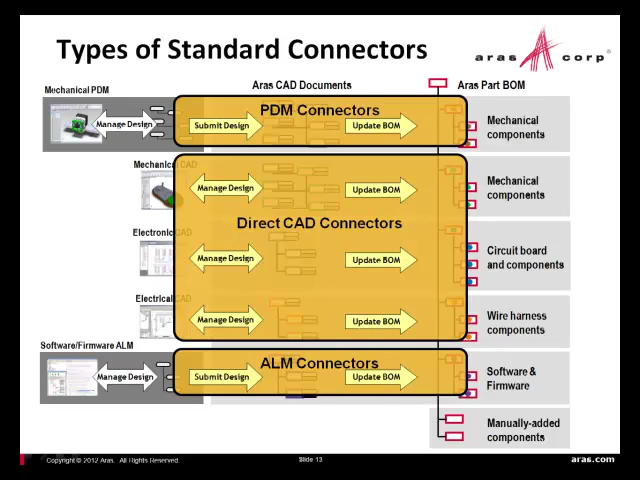 Types of Standard Connectors
aras corp
Mechanical PDM
Aras CAD Documents
Aras Part BOM
PDM Connectors
Manage Design
Submit Design
Update BOM
Mechanical
components
Mechanical CAD
Manage Design
Update BOM
Mechanical
components
Direct CAD Connectors
Electronic CAD
Manage Design
Update BOM
Circuit board
and components
Electrical CAD
Manage Design
Update BOM
Wire harness
components
Software/Firmware ALM
ALM Connectors
Manage Design
Submit Design
Update BOM
Software &
Firmware
Manually-added
components
Copyright © 2012 Aras. All Rights Reserved.
Slide 13
aras.com